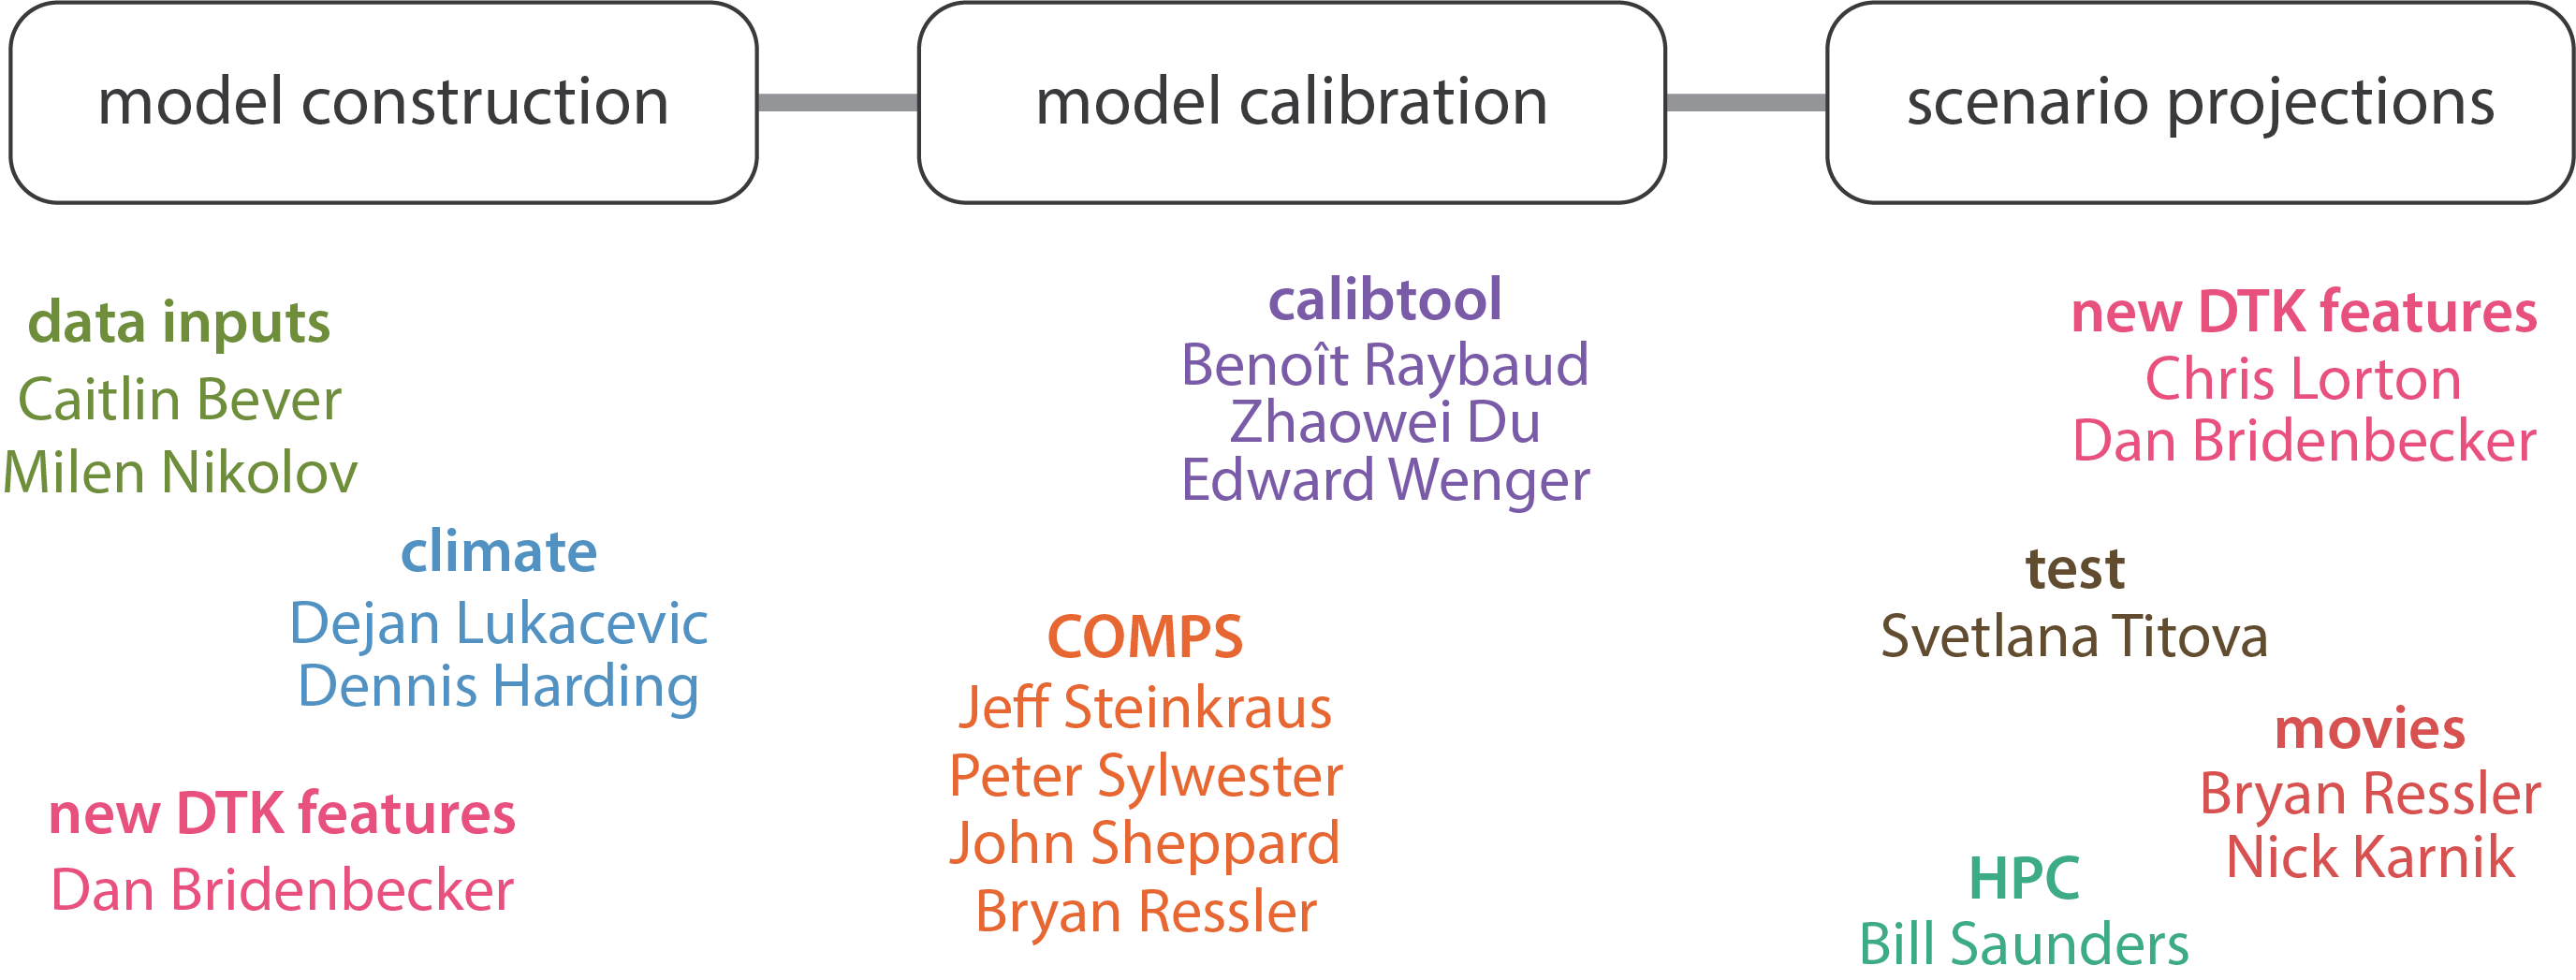 model construction
model calibration
scenario projections
data inputs
Caitlin Bever
Milen Nikolov
climate
Dejan Lukacevic
Dennis Harding
new DTK features
Dan Bridenbecker
calibtool
Benoît Raybaud
Zhaowei Du
Edward Wenger
COMPS
Jeff Steinkraus
Peter Sylwester
John Sheppard
Bryan Ressler
new DTK features
Chris Lorton
Dan Bridenbecker
test
Svetlana Titova
movies
Bryan Ressler
Nick Karnik
HPC
Bill Saunders